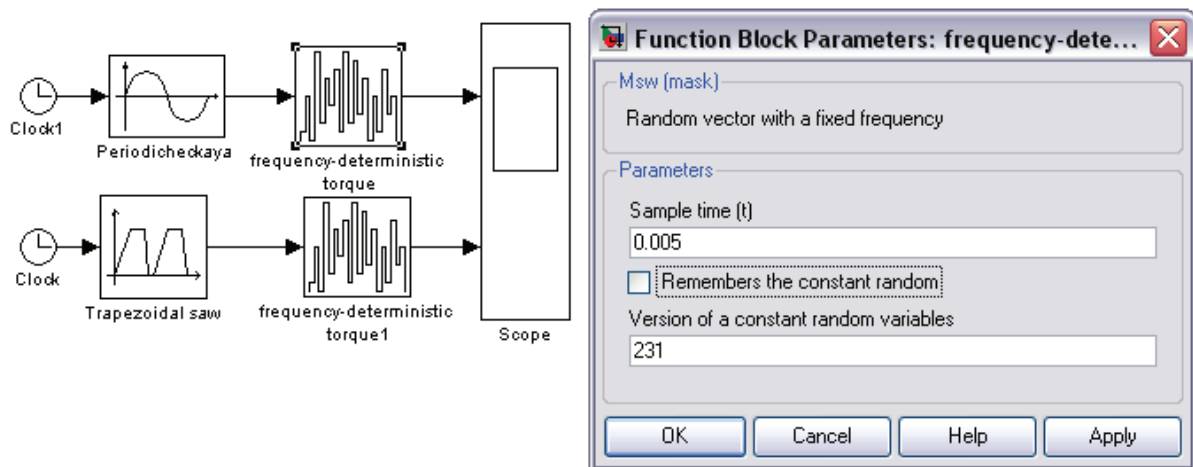 Clock1
Periodicheckaya
frequency-deterministic
torque
Clock
Trapezoidal saw
frequency-deterministic
torque1
Scope
Function Block Parameters: frequency-dete...
Msw (mask)
Random vector with a fixed frequency
Parameters
Sample time (t)
0.005
Remembers the constant random
Version of a constant random variables
231
OK
Cancel
Help
Apply